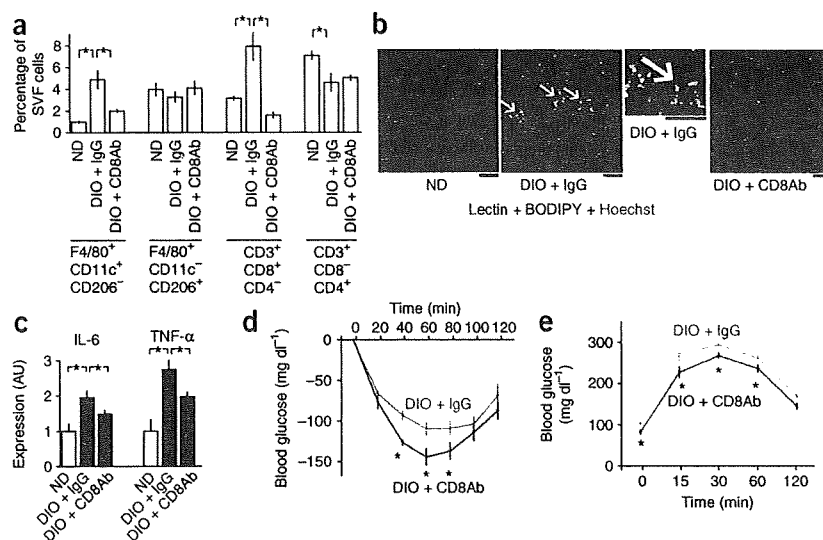 a
Percentage of
SVF cells
8
6
4
2
0
ND
DIO + IgG
DIO + CD8Ab
ND
DIO + IgG
DIO + CD8Ab
ND
DIO + IgG
DIO + CD8Ab
ND
DIO + IgG
DIO + CD8Ab
* * * * *
F4/80+
CD11c+
CD206−
F4/80+
CD11c−
CD206+
CD3+
CD8+
CD4−
CD3+
CD8−
CD4+
b
ND
DIO + IgG
DIO + IgG
DIO + CD8Ab
Lectin + BODIPY + Hoechst
c
IL-6
TNF-α
* * * *
Expression (AU)
3
2
1
0
ND
DIO + IgG
DIO + CD8Ab
ND
DIO + IgG
DIO + CD8Ab
d
Time (min)
0 20 40 60 80 100 120
Blood glucose (mg dl−1)
0
−50
−100
−150
DIO + IgG
* * *
DIO + CD8Ab
e
Blood glucose
(mg dl−1)
300
200
100
0
DIO + IgG
DIO + CD8Ab
* * * *
0 15 30 60 120
Time (min)